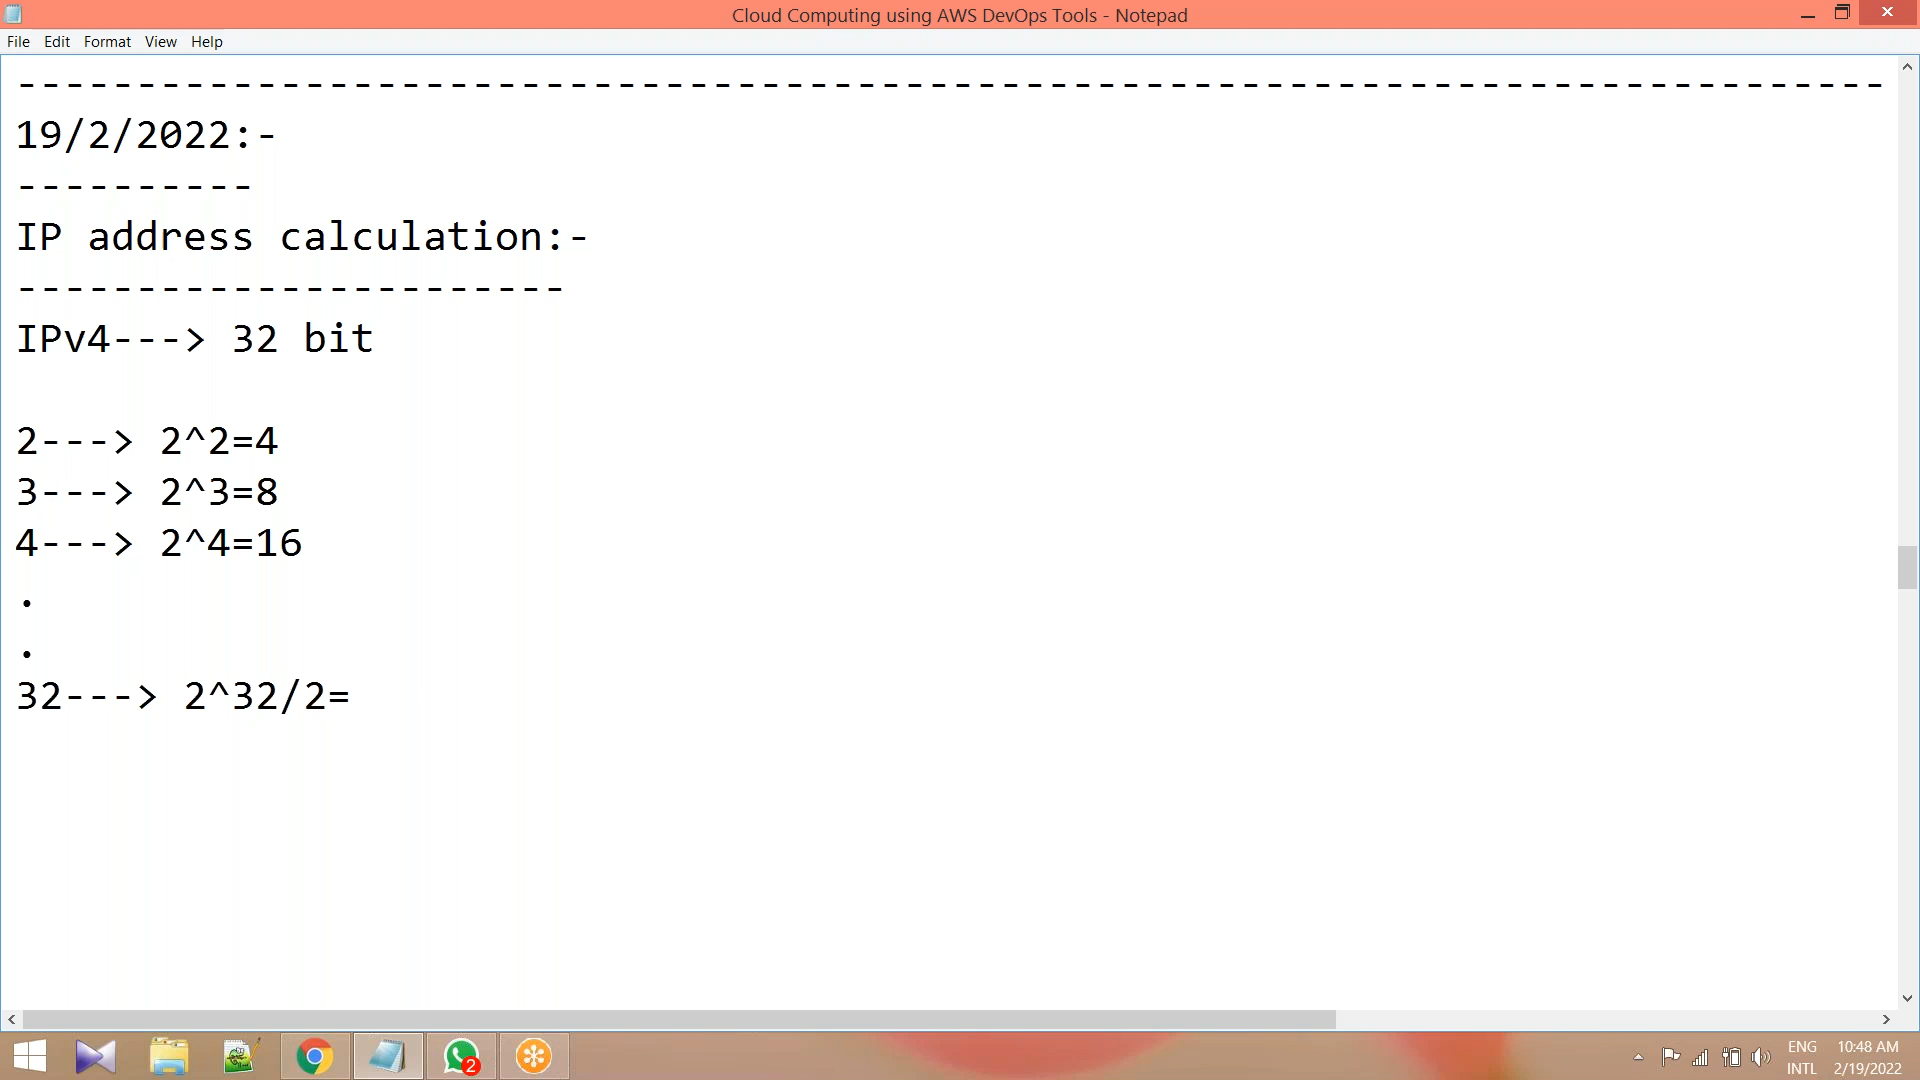 Cloud Computing using AWS DevOps Tools - Notepad
File Edit Format View Help
------------------------------------------------------------------------------
19/2/2022:-
----------
IP address calculation:-
-----------------------
IPv4---> 32 bit
2---> 2^2=4
3---> 2^3=8
4---> 2^4=16
.
.
32---> 2^32/2=
2
ENG 10:48 AM
INTL 2/19/2022